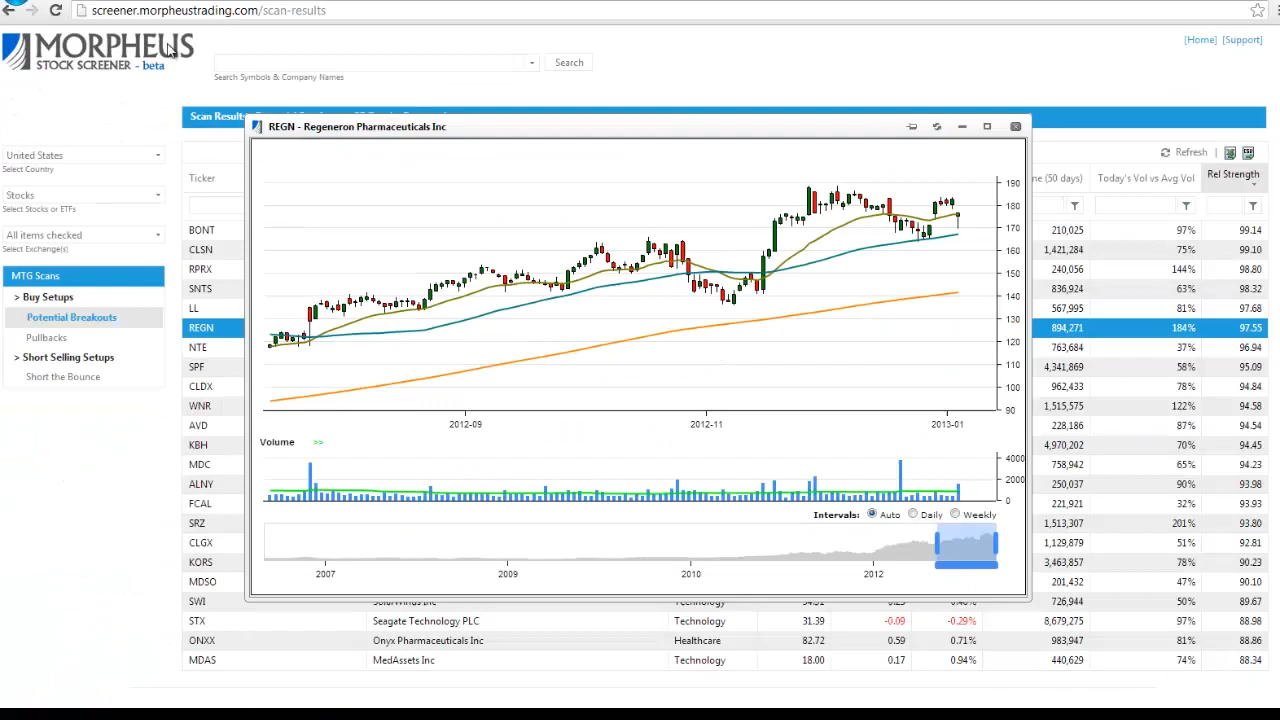 screener.morpheustrading.com/scan-results
MORPHEUS
STOCK SCREENER - beta
Search
Search Symbols & Company Names
[Home] [Support]
United States
Select Country
Stocks
Select Stocks or ETFs
All items checked
Select Exchange(s)
MTG Scans
> Buy Setups
Potential Breakouts
Pullbacks
> Short Selling Setups
Short the Bounce
Scan Result
REGN - Regeneron Pharmaceuticals Inc
Refresh
Ticker
(50 days) Today's Vol vs Avg Vol Rel Strength
BONT 210,025 97% 99.14
CLSN 1,421,284 75% 99.10
RPRX 240,056 144% 98.80
SNTS 836,924 63% 98.32
LL 567,995 81% 97.68
REGN 894,271 184% 97.55
NTE 763,684 37% 96.94
SPF 4,341,869 58% 95.09
CLDX 962,433 78% 94.84
WNR 1,515,575 122% 94.58
AVD 228,186 87% 94.54
KBH 4,970,202 70% 94.45
MDC 758,942 65% 94.23
ALNY 250,037 90% 93.98
FCAL 221,921 32% 93.93
SRZ 1,513,307 201% 93.80
CLGX 1,129,879 51% 92.81
KORS 3,463,857 78% 90.23
MDSO 201,432 47% 90.10
SWI SolarWinds Inc Technology 726,944 50% 89.67
STX Seagate Technology PLC Technology 31.39 -0.09 -0.29% 8,679,275 97% 88.98
ONXX Onyx Pharmaceuticals Inc Healthcare 82.72 0.59 0.71% 983,947 81% 88.86
MDAS MedAssets Inc Technology 18.00 0.17 0.94% 440,629 74% 88.34
190
180
170
160
150
140
130
120
110
100
90
2012-09 2012-11 2013-01
Volume >>
4000
2000
0
Intervals: Auto Daily Weekly
2007 2009 2010 2012